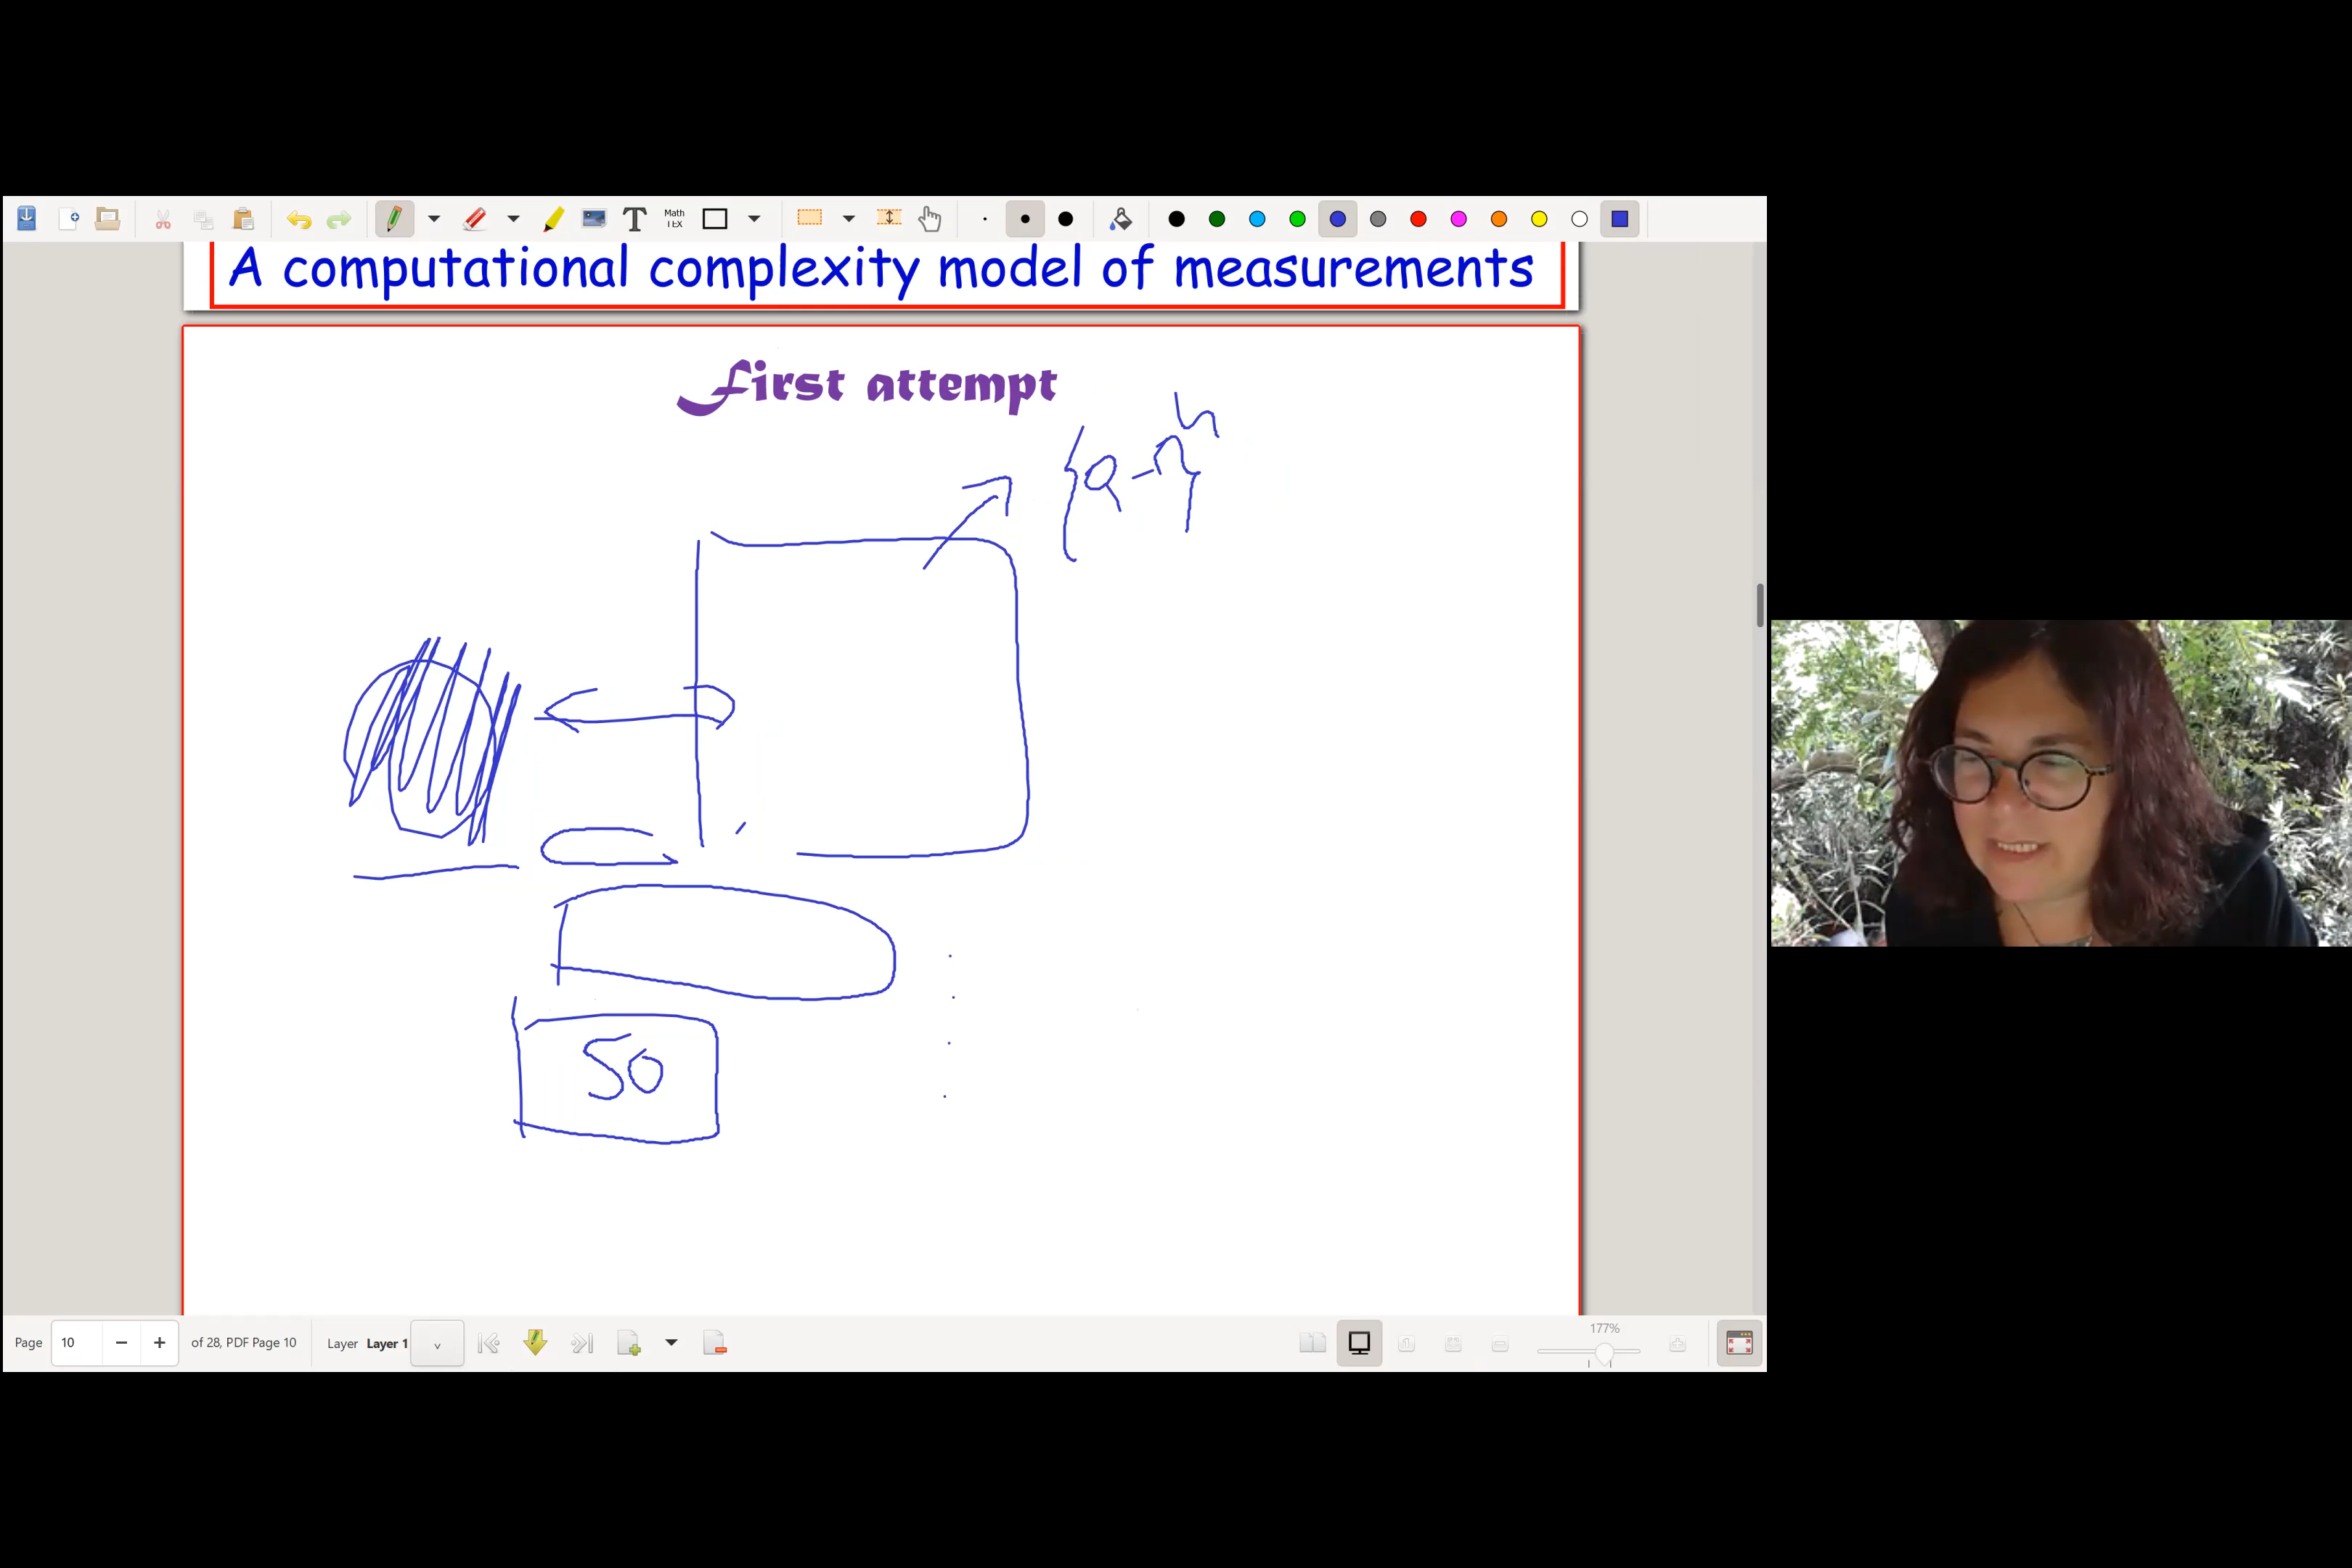 Math
TEX
A computational complexity model of measurements
First attempt
50
Page 10 of 28, PDF Page 10 Layer Layer 1 177%